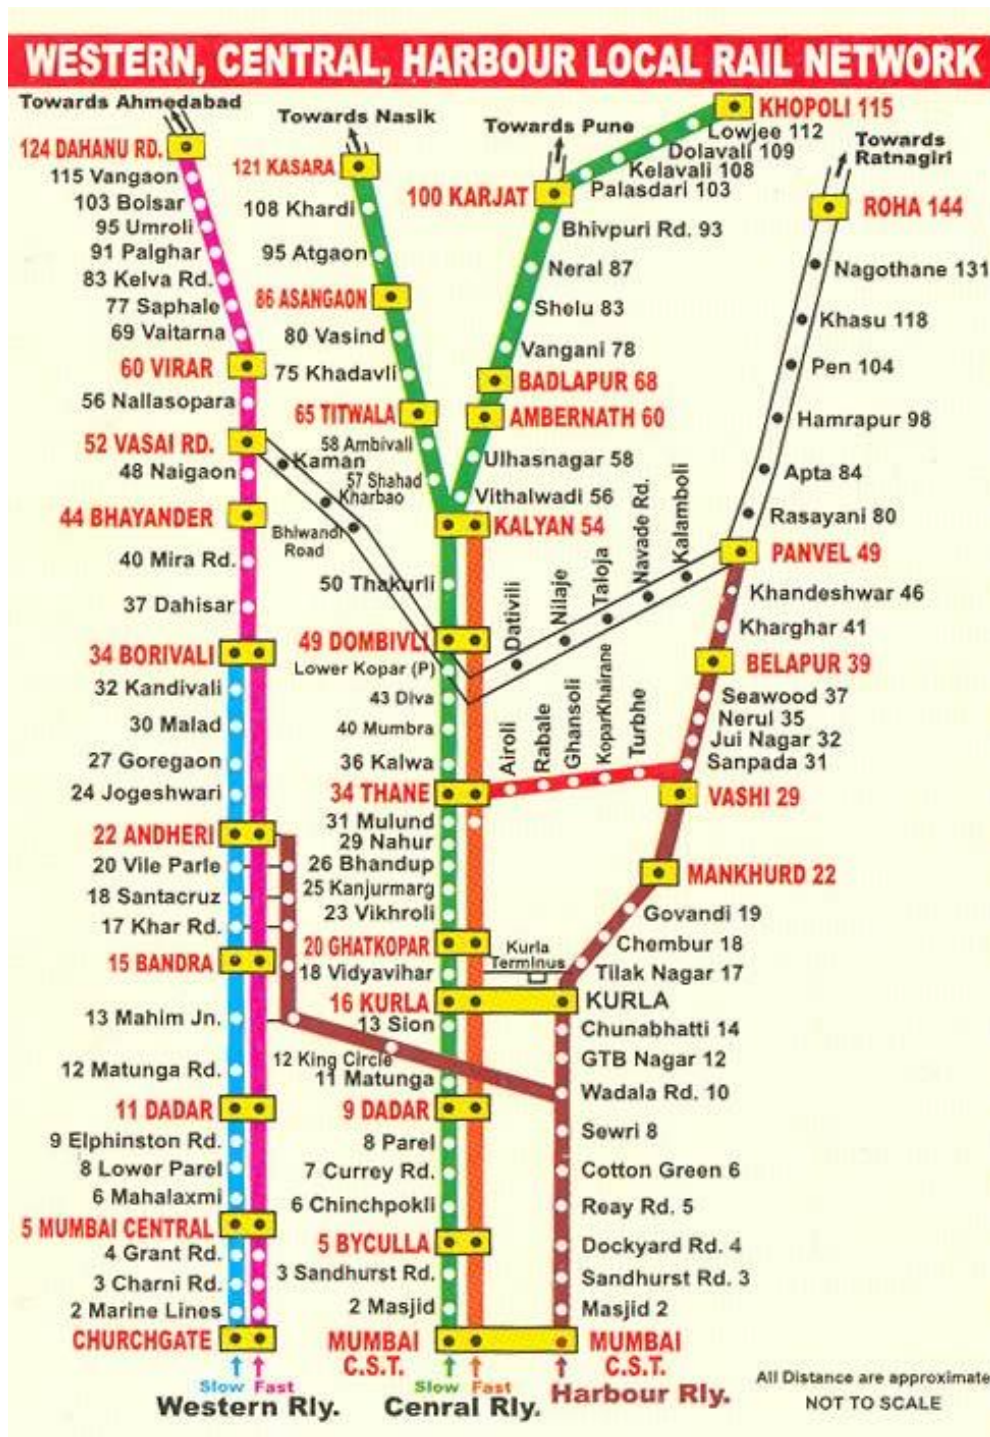 WESTERN, CENTRAL, HARBOUR LOCAL RAIL NETWORK
Towards Ahmedabad
124 DAHANU RD.
115 Vangaon
103 Boisar
95 Umroli
91 Palghar
83 Kelva Rd.
77 Saphale
69 Vaitarna
60 VIRAR
56 Nallasopara
52 VASAI RD.
48 Naigaon
44 BHAYANDER
40 Mira Rd.
37 Dahisar
34 BORIVALI
32 Kandivali
30 Malad
27 Goregaon
24 Jogeshwari
22 ANDHERI
20 Vile Parle
18 Santacruz
17 Khar Rd.
15 BANDRA
13 Mahim Jn.
12 Matunga Rd.
11 DADAR
9 Elphinston Rd.
8 Lower Parel
6 Mahalaxmi
5 MUMBAI CENTRAL
4 Grant Rd.
3 Charni Rd.
2 Marine Lines
CHURCHGATE
Slow Fast
Western Rly.
Towards Nasik
121 KASARA
108 Khardi
95 Atgaon
86 ASANGAON
80 Vasind
75 Khadavli
65 TITWALA
58 Ambivali
57 Shahad
Kaman
Kharbao
Bhiwandi
Road
Towards Pune
KHOPOLI 115
Lowjee 112
Dolavali 109
Kelavali 108
Palasdari 103
100 KARJAT
Bhivpuri Rd. 93
Neral 87
Shelu 83
Vangani 78
BADLAPUR 68
AMBERNATH 60
Ulhasnagar 58
Vithalwadi 56
KALYAN 54
50 Thakurli
49 DOMBIVLI
Lower Kopar (P)
43 Diva
40 Mumbra
36 Kalwa
34 THANE
31 Mulund
29 Nahur
26 Bhandup
25 Kanjurmarg
23 Vikhroli
20 GHATKOPAR
18 Vidyavihar
16 KURLA
13 Sion
12 King Circle
11 Matunga
9 DADAR
8 Parel
7 Currey Rd.
6 Chinchpokli
5 BYCULLA
3 Sandhurst Rd.
2 Masjid
MUMBAI
C.S.T.
Slow Fast
Cenral Rly.
Dativili
Nilaje
Taloja
Navade Rd.
Kalamboli
Airoli
Rabale
Ghansoli
KoparKhairane
Turbhe
Towards
Ratnagiri
ROHA 144
Nagothane 131
Khasu 118
Pen 104
Hamrapur 98
Apta 84
Rasayani 80
PANVEL 49
Khandeshwar 46
Kharghar 41
BELAPUR 39
Seawood 37
Nerul 35
Jui Nagar 32
Sanpada 31
VASHI 29
MANKHURD 22
Govandi 19
Chembur 18
Tilak Nagar 17
Kurla
Terminus
KURLA
Chunabhatti 14
GTB Nagar 12
Wadala Rd. 10
Sewri 8
Cotton Green 6
Reay Rd. 5
Dockyard Rd. 4
Sandhurst Rd. 3
Masjid 2
MUMBAI
C.S.T.
Harbour Rly.
All Distance are approximate
NOT TO SCALE